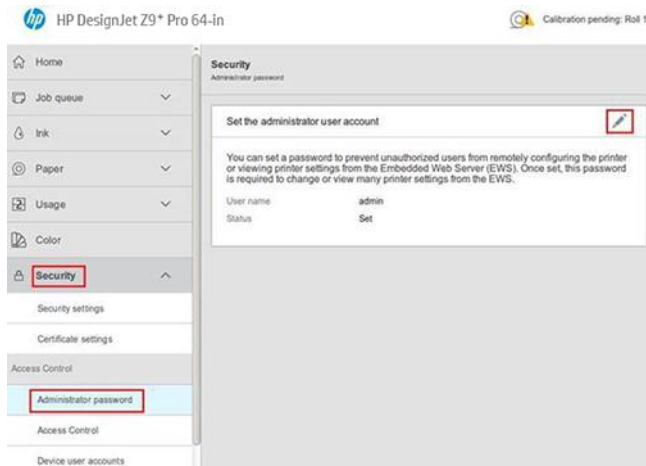 hp HP DesignJet Z9⁺ Pro 64-in
Calibration pending: Roll 1
Home
Job queue
Ink
Paper
Usage
Color
Security
Security settings
Certificate settings
Access Control
Administrator password
Access Control
Device user accounts
Security
Administrator password
Set the administrator user account
You can set a password to prevent unauthorized users from remotely configuring the printer
or viewing printer settings from the Embedded Web Server (EWS). Once set, this password
is required to change or view many printer settings from the EWS.
User name admin
Status Set